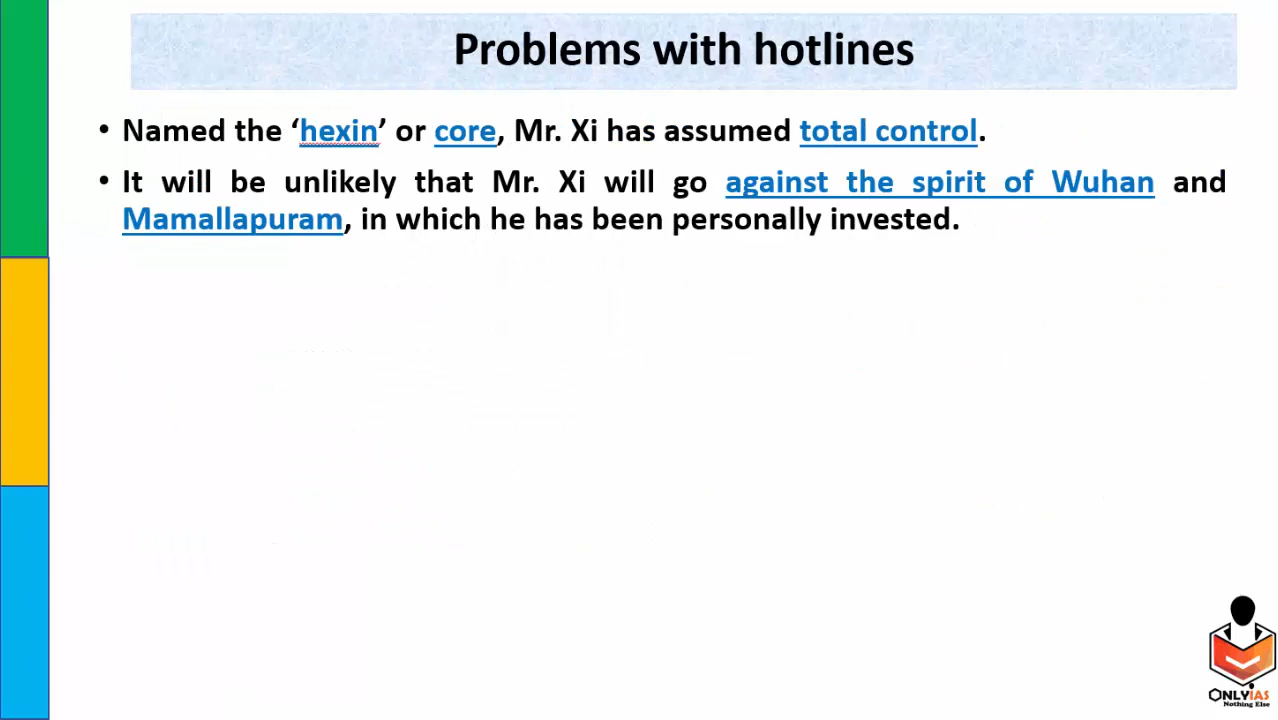 Problems with hotlines
• Named the ‘hexin’ or core, Mr. Xi has assumed total control.
• It will be unlikely that Mr. Xi will go against the spirit of Wuhan and
Mamallapuram, in which he has been personally invested.
ONLYIAS
Nothing Else